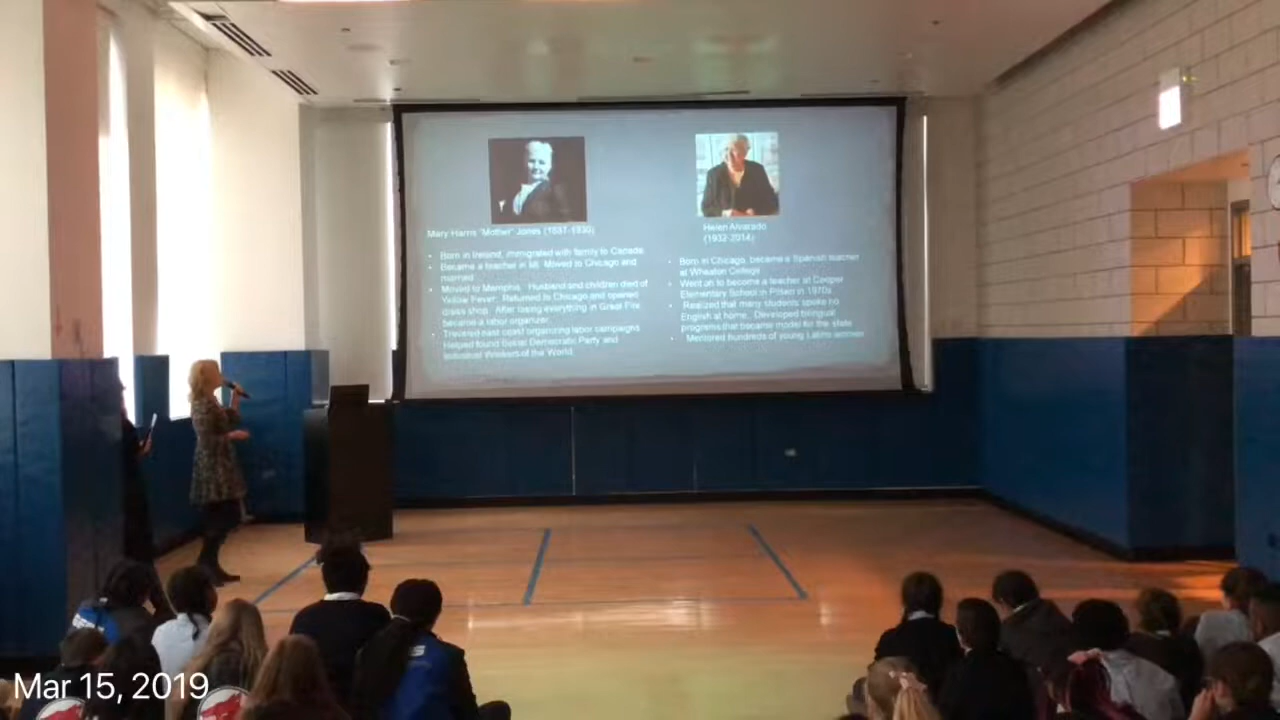 Mary Harris "Mother" Jones (1837-1930)
• Born in Ireland, immigrated with family to Canada
• Became a teacher in MI. Moved to Chicago and
married
• Moved to Memphis. Husband and children died of
Yellow Fever. Returned to Chicago and opened
dress shop. After losing everything in Great Fire,
became a labor organizer.
• Traveled east coast organizing labor campaigns
Helped found Social Democratic Party and
Industrial Workers of the World
Helen Alvarado
(1932-2014)
• Born in Chicago, became a Spanish teacher
at Wheaton College
• Went on to become a teacher at Cooper
Elementary School in Pilsen in 1970s
• Realized that many students spoke no
English at home. Developed bilingual
programs that became model for the state
• Mentored hundreds of young Latino women
Mar 15, 2019